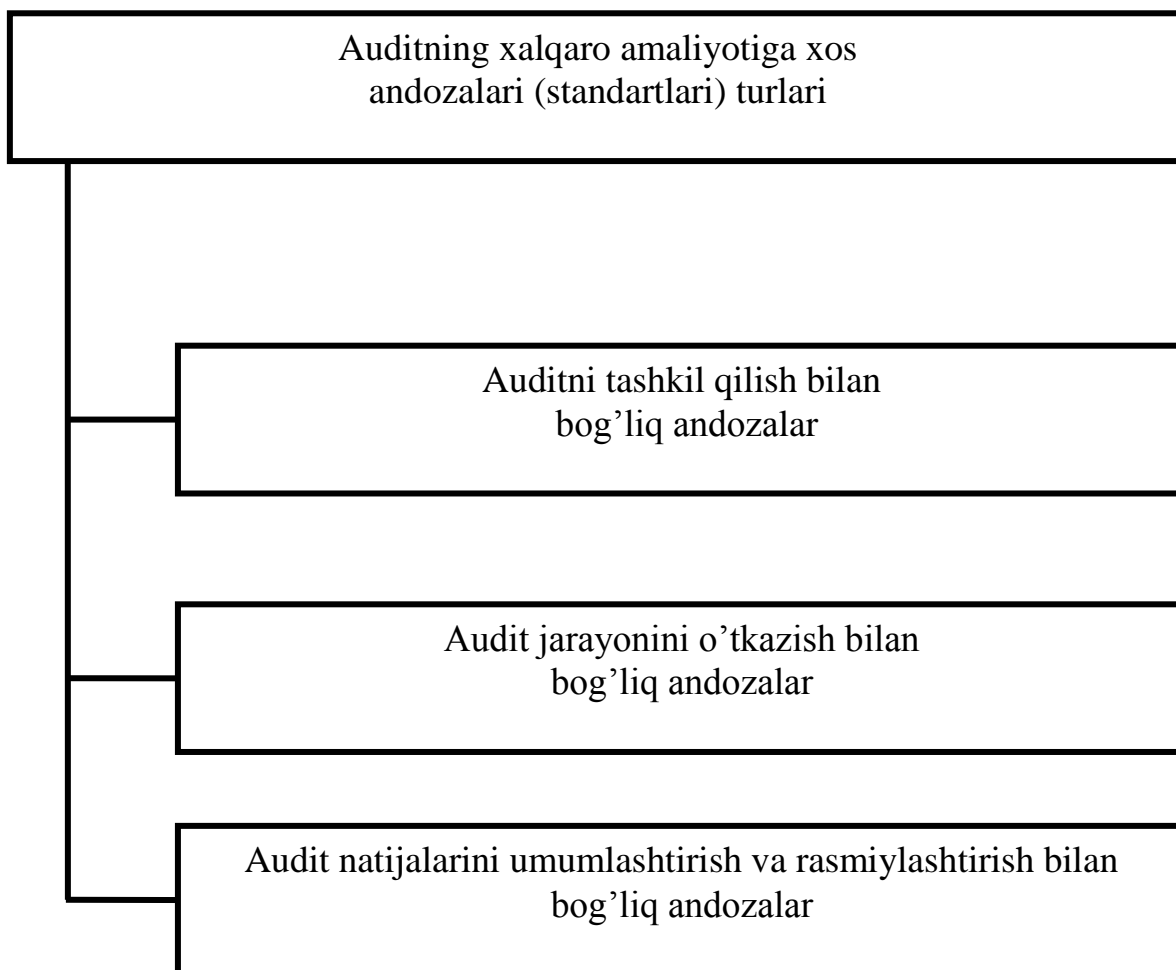 Auditning xalqaro amaliyotiga xos
andozalari (standartlari) turlari
Auditni tashkil qilish bilan
bog’liq andozalar
Audit jarayonini o’tkazish bilan
bog’liq andozalar
Audit natijalarini umumlashtirish va rasmiylashtirish bilan
bog’liq andozalar